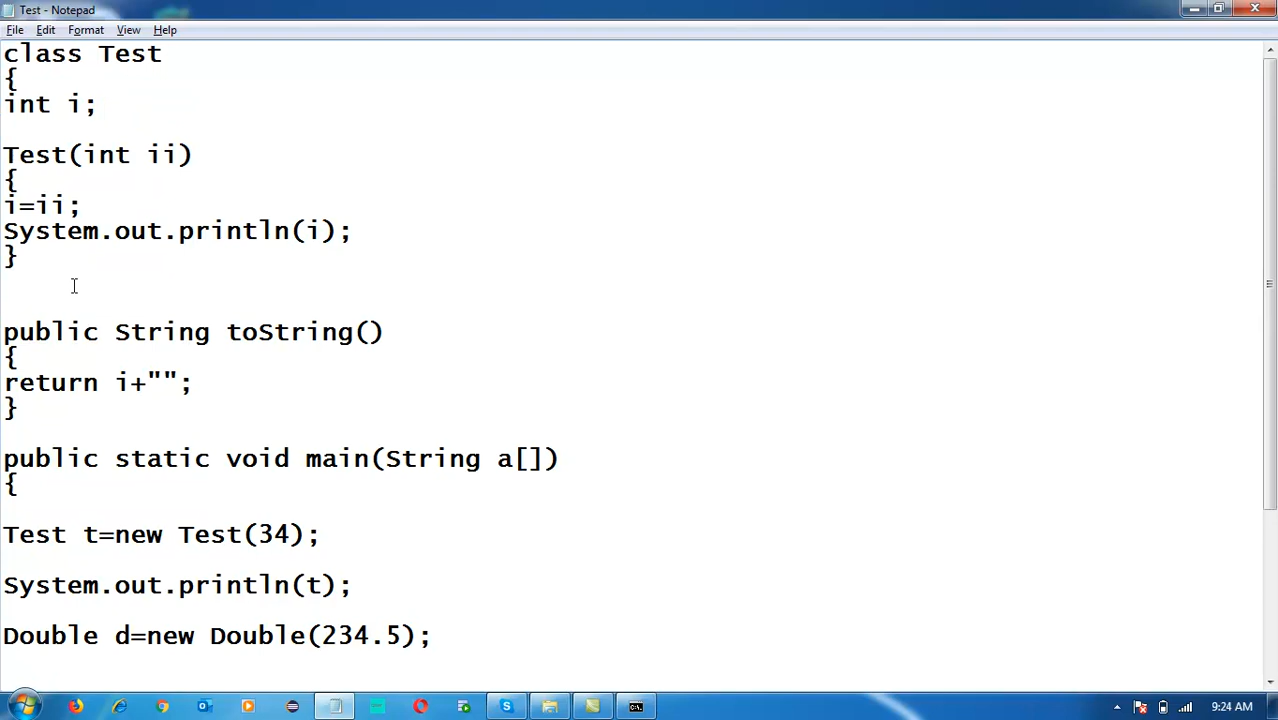 Test - Notepad
File Edit Format View Help
class Test
{
int i;
Test(int ii)
{
i=ii;
System.out.println(i);
}
public String toString()
{
return i+"";
}
public static void main(String a[])
{
Test t=new Test(34);
System.out.println(t);
Double d=new Double(234.5);
9:24 AM